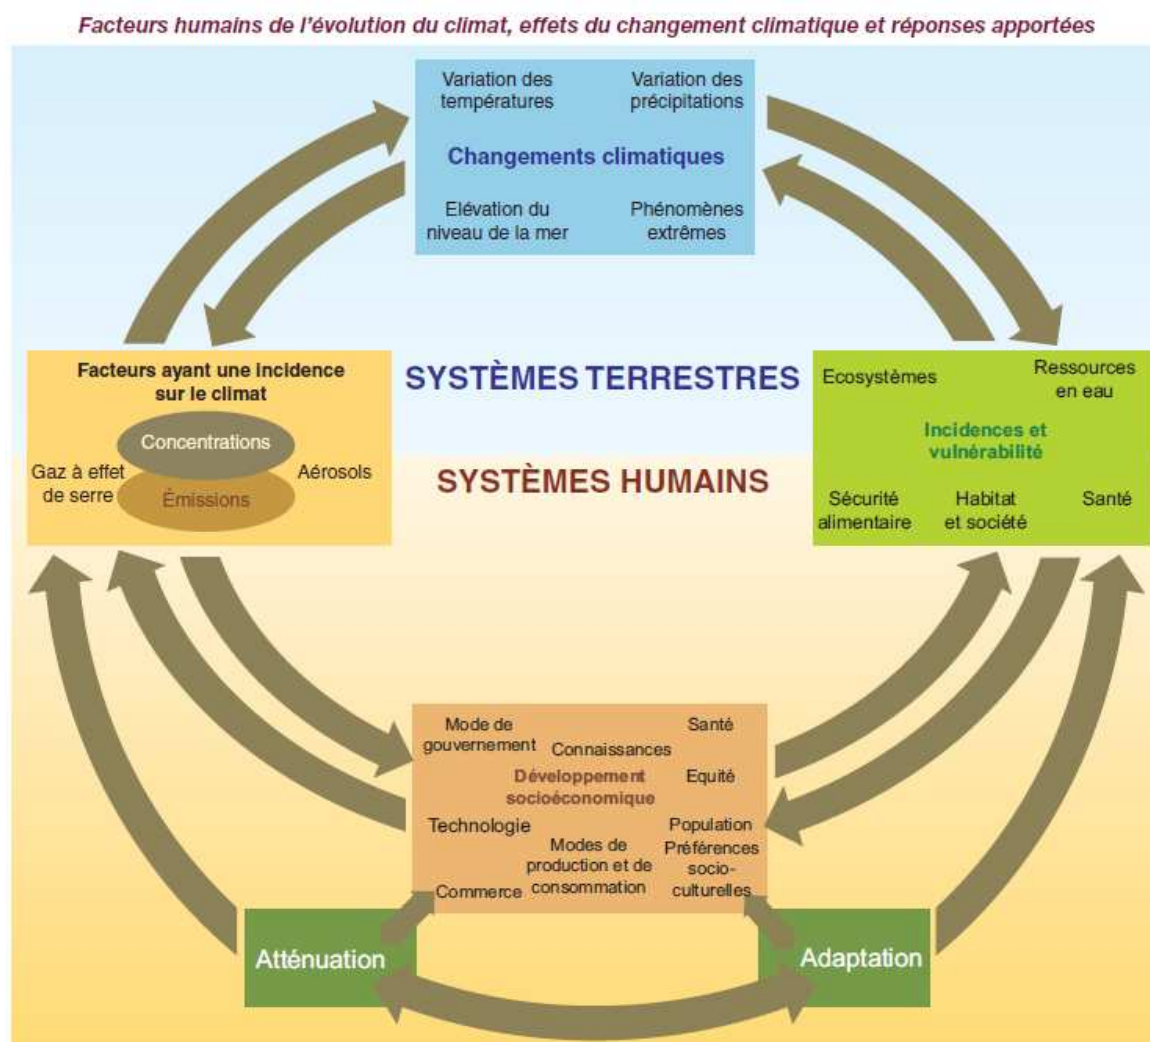 Facteurs humains de l'évolution du climat, effets du changement climatique et réponses apportées
Variation des
températures
Variation des
précipitations
Changements climatiques
Elévation du
niveau de la mer
Phénomènes
extrêmes
Facteurs ayant une incidence
sur le climat
Concentrations
Gaz à effet
de serre
Émissions
Aérosols
SYSTÈMES TERRESTRES
SYSTÈMES HUMAINS
Ecosystèmes
Ressources
en eau
Incidences et
vulnérabilité
Sécurité
alimentaire
Habitat
et société
Santé
Mode de
gouvernement
Connaissances
Santé
Développement
socioéconomique
Equité
Technologie
Modes de
production et de
consommation
Population
Préférences
socio-
culturelles
Commerce
Atténuation
Adaptation